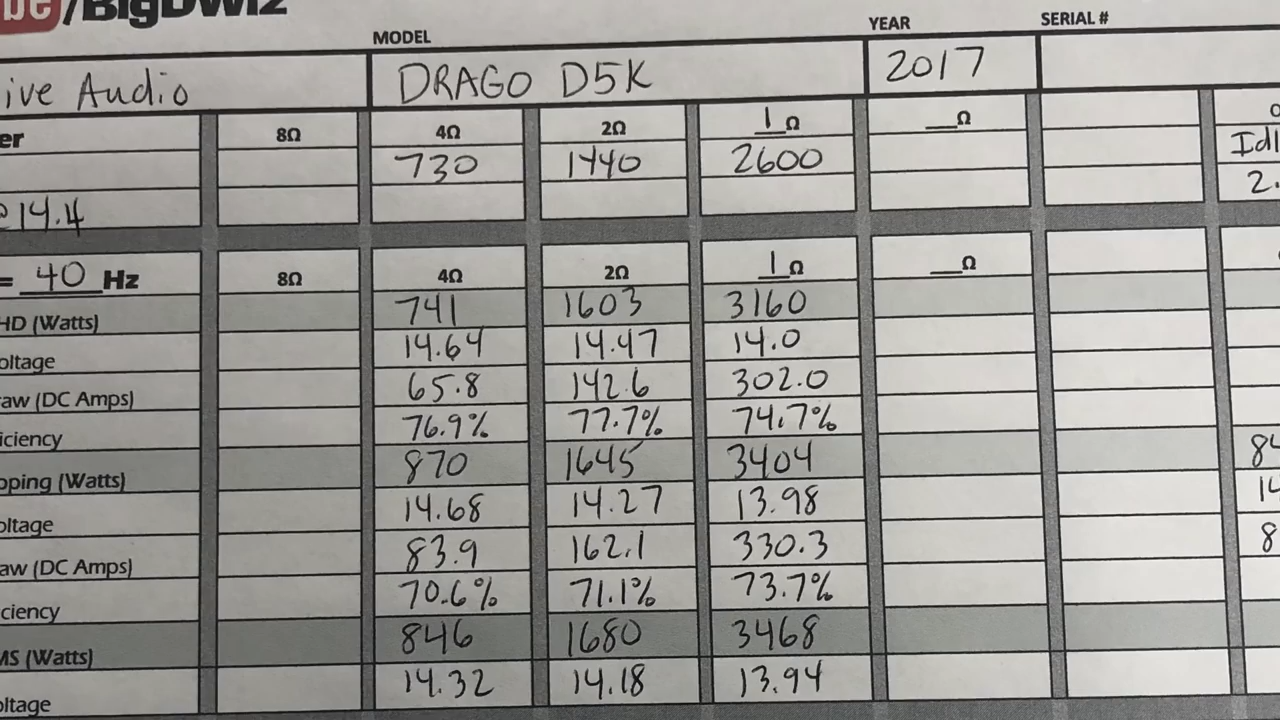 be/BigDWiz
MODEL YEAR SERIAL #
ive Audio DRAGO D5K 2017
er 8Ω 4Ω 2Ω 1Ω __Ω
730 1440 2600 Idl
@14.4 2.
= 40 Hz 8Ω 4Ω 2Ω 1Ω __Ω
HD (Watts) 741 1603 3160
oltage 14.64 14.47 14.0
raw (DC Amps) 65.8 142.6 302.0
iciency 76.9% 77.7% 74.7%
pping (Watts) 870 1645 3404 84
oltage 14.68 14.27 13.98 14
aw (DC Amps) 83.9 162.1 330.3 8
ciency 70.6% 71.1% 73.7%
MS (Watts) 846 1680 3468
oltage 14.32 14.18 13.94